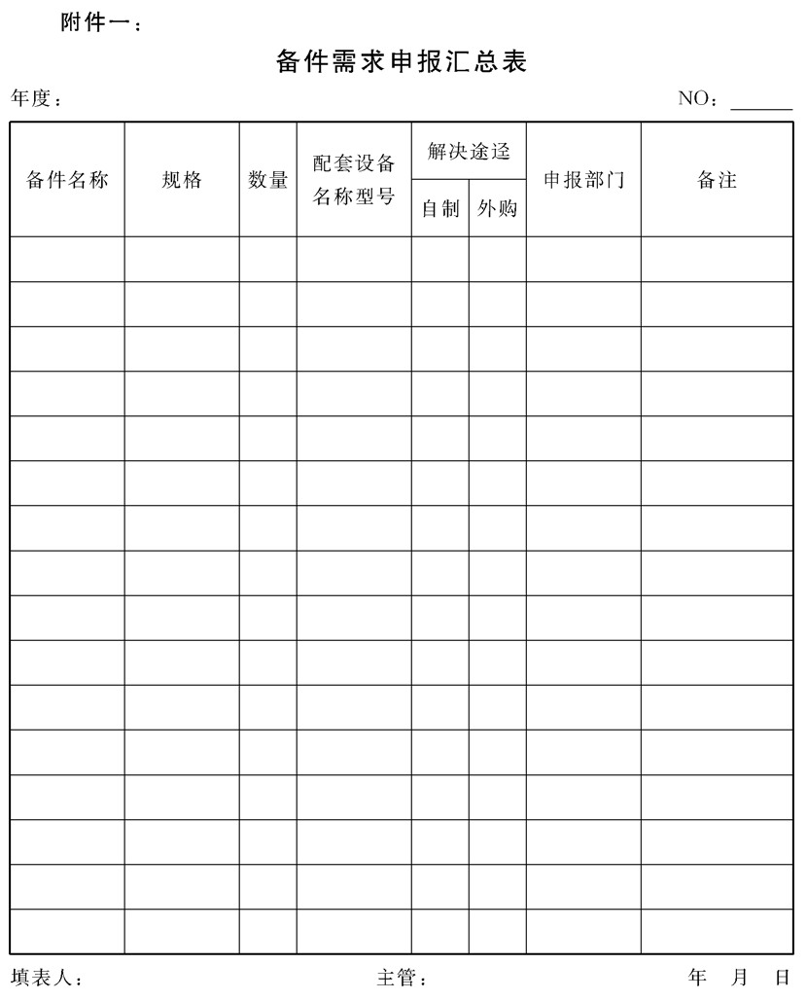 附件一：
备件需求申报汇总表
年度： NO：
备件名称 规格 数量 配套设备名称型号 解决途迳 申报部门 备注
自制 外购
填表人： 主管： 年 月 日